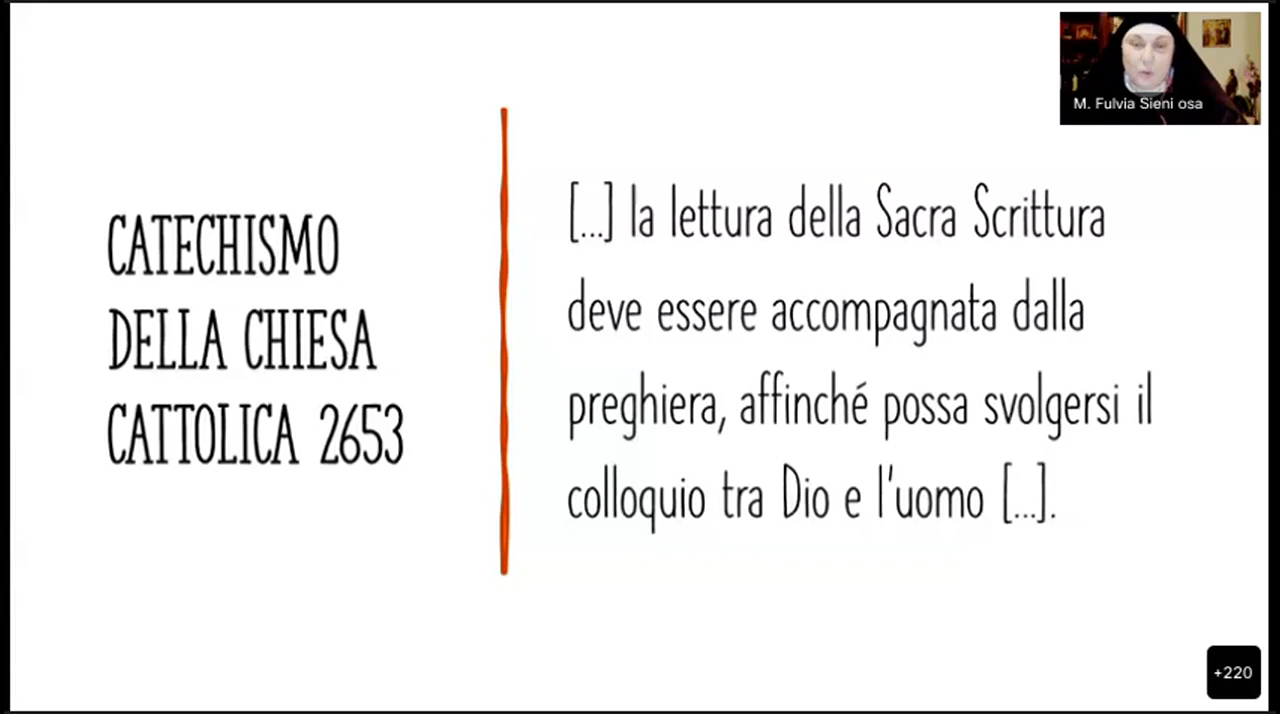 M. Fulvia Sieni osa
CATECHISMO
DELLA CHIESA
CATTOLICA 2653
[...] la lettura della Sacra Scrittura
deve essere accompagnata dalla
preghiera, affinché possa svolgersi il
colloquio tra Dio e l'uomo [...].
+220